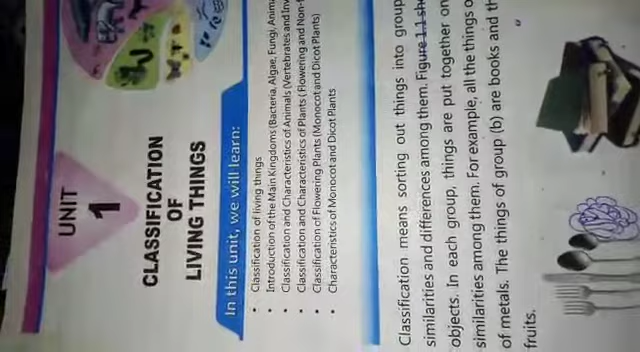 UNIT
1
CLASSIFICATION
OF
LIVING THINGS
In this unit, we will learn:
• Classification of living things
• Introduction of the Main Kingdoms (Bacteria, Algae, Fungi, Anima
• Classification and Characteristics of Animals (Vertebrates and Inv
• Classification and Characteristics of Plants (Flowering and Non-f
• Classification of Flowering Plants (Monocot and Dicot Plants)
• Characteristics of Monocot and Dicot Plants
Classification means sorting out things into group
similarities and differences among them. Figure 1.1 sh
objects. In each group, things are put together on
similarities among them. For example, all the things o
of metals. The things of group (b) are books and th
fruits.